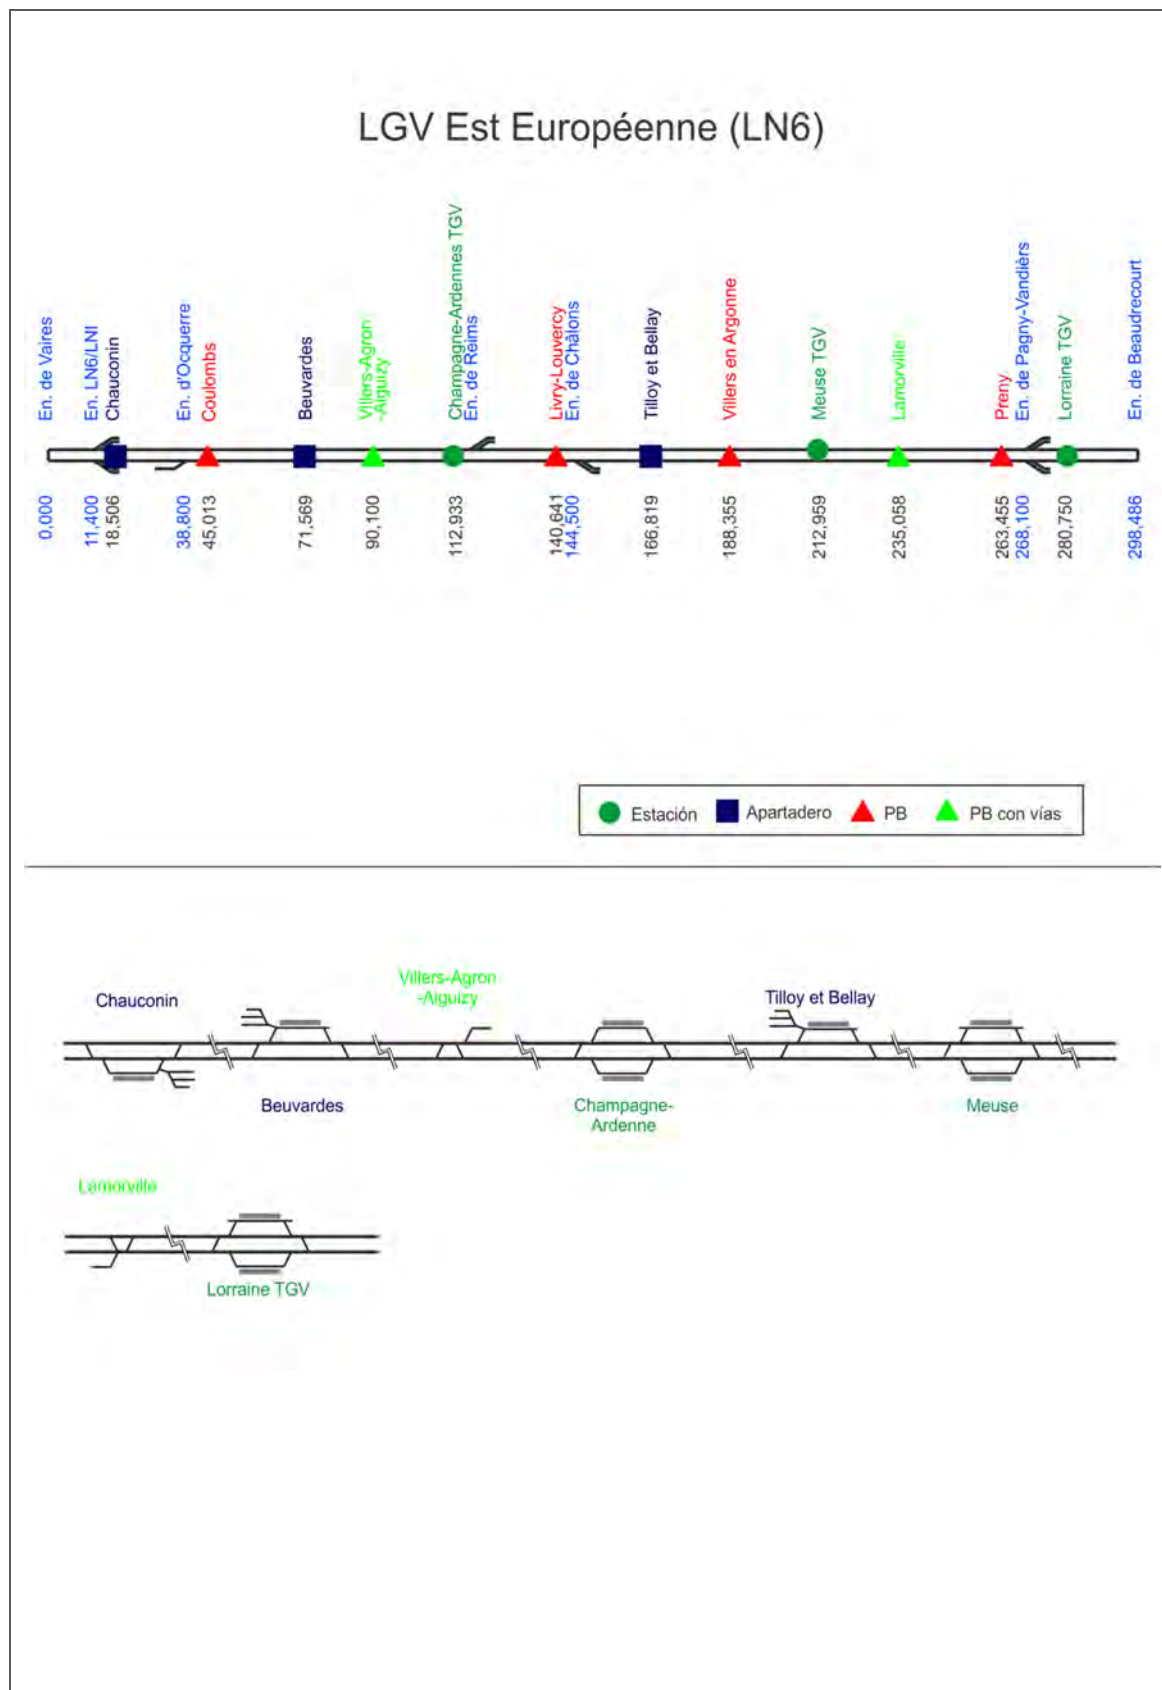 LGV Est Européenne (LN6)
En. de Vaires
En. LN6/LNI
Chauconin
En. d'Ocquerre
Coulombs
Beuvardes
Villers-Agron
-Aiguizy
Champagne-Ardennes TGV
En. de Reims
Livry-Louvercy
En. de Châlons
Tilloy et Bellay
Villers en Argonne
Meuse TGV
Lamorviller
Preny
En. de Pagny-Vandièrs
Lorraine TGV
En. de Beaudrecourt
0,000
11,400
18,506
38,800
45,013
71,569
90,100
112,933
140,641
144,500
166,819
188,355
212,959
235,058
263,455
268,100
280,750
298,486
Estación
Apartadero
PB
PB con vías
Chauconin
Beuvardes
Villers-Agron
-Aiguizy
Champagne-
Ardenne
Tilloy et Bellay
Meuse
Lamorville
Lorraine TGV